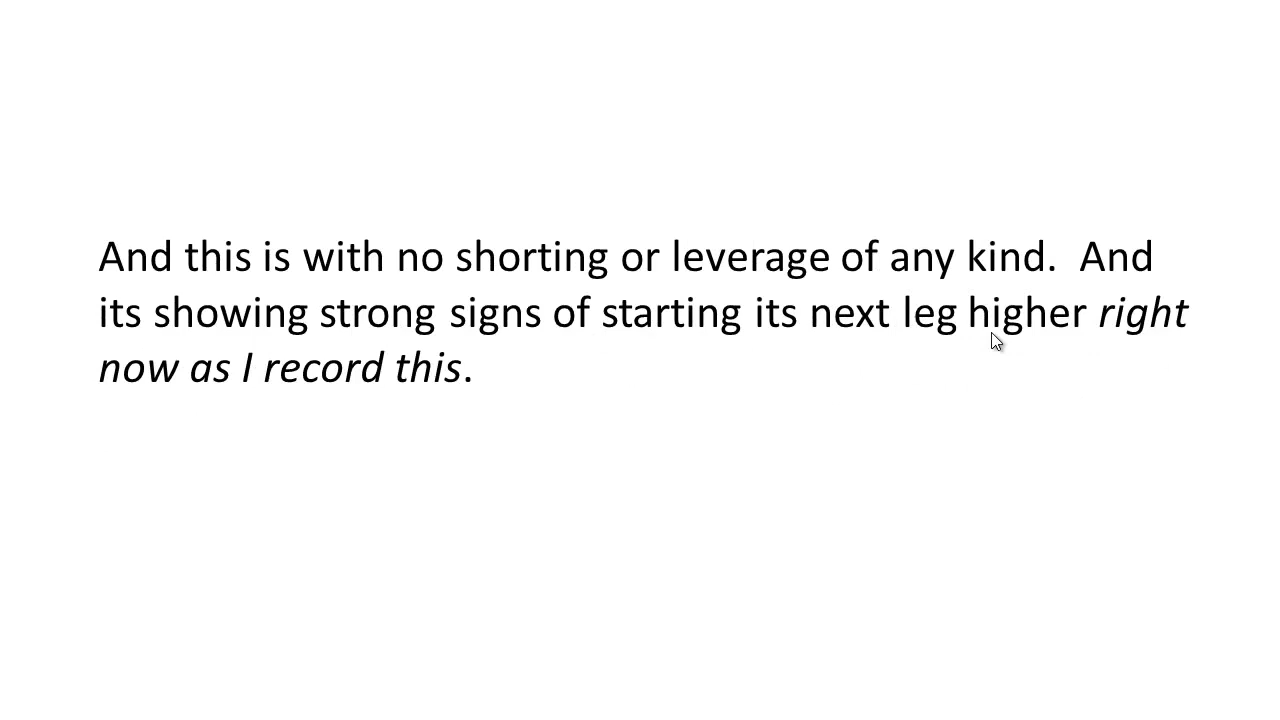 And this is with no shorting or leverage of any kind.  And
its showing strong signs of starting its next leg higher right
now as I record this.